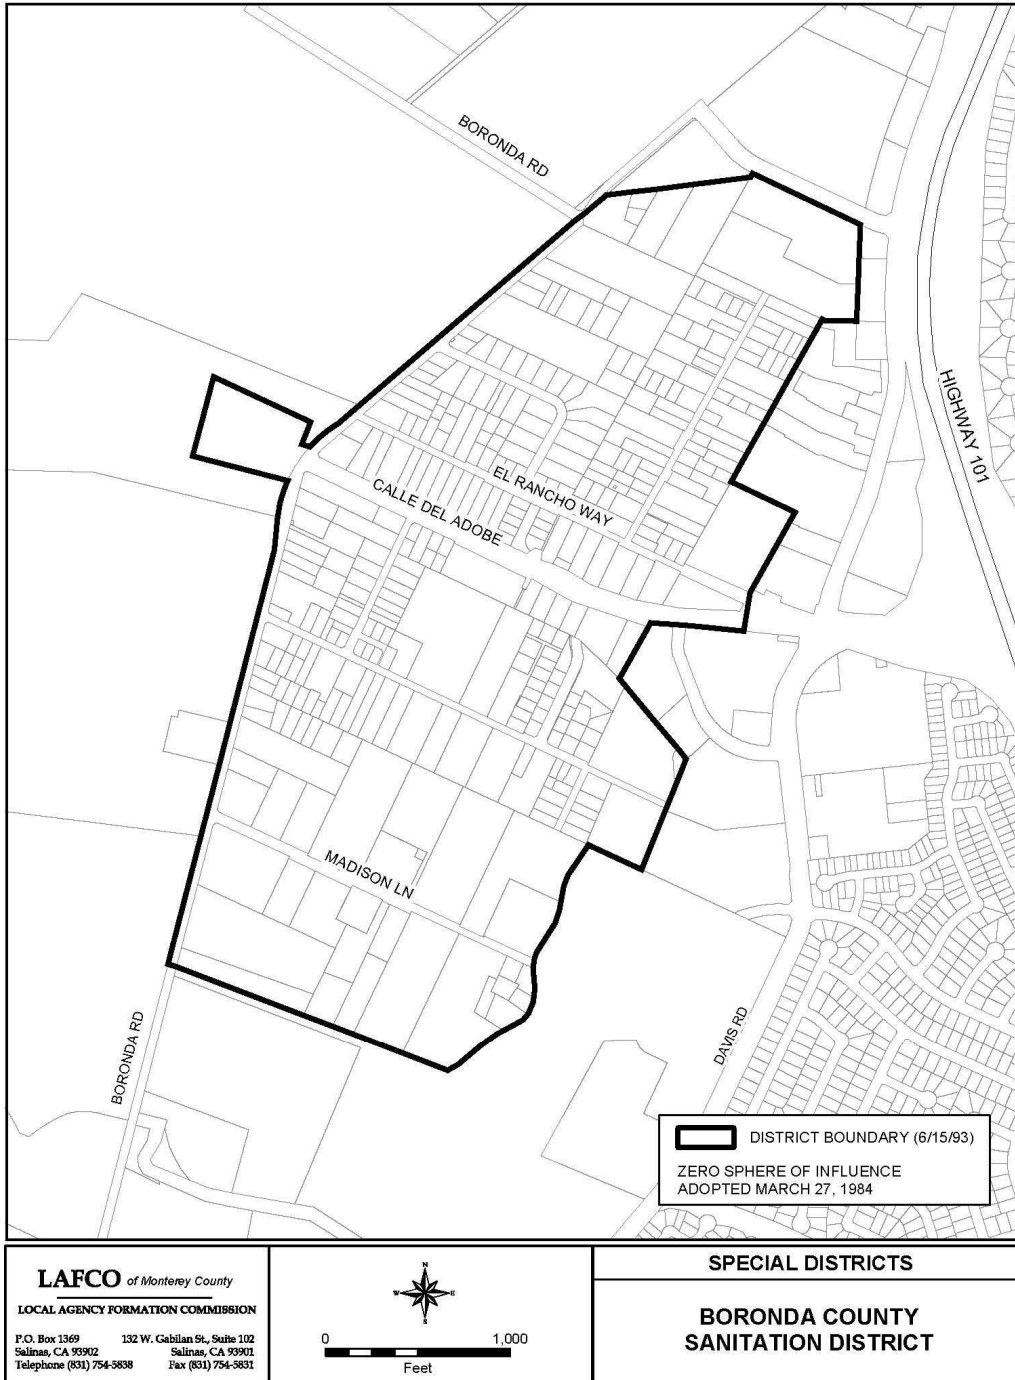 BORONDA RD
HIGHWAY 101
EL RANCHO WAY
CALLE DEL ADOBE
MADISON LN
BORONDA RD
DAVIS RD
DISTRICT BOUNDARY (6/15/93)
ZERO SPHERE OF INFLUENCE
ADOPTED MARCH 27, 1984
LAFCO of Monterey County
LOCAL AGENCY FORMATION COMMISSION
P.O. Box 1369 132 W. Gabilan St., Suite 102
Salinas, CA 93902 Salinas, CA 93901
Telephone (831) 754-5838 Fax (831) 754-5831
N
W E
S
0 1,000
Feet
SPECIAL DISTRICTS
BORONDA COUNTY
SANITATION DISTRICT